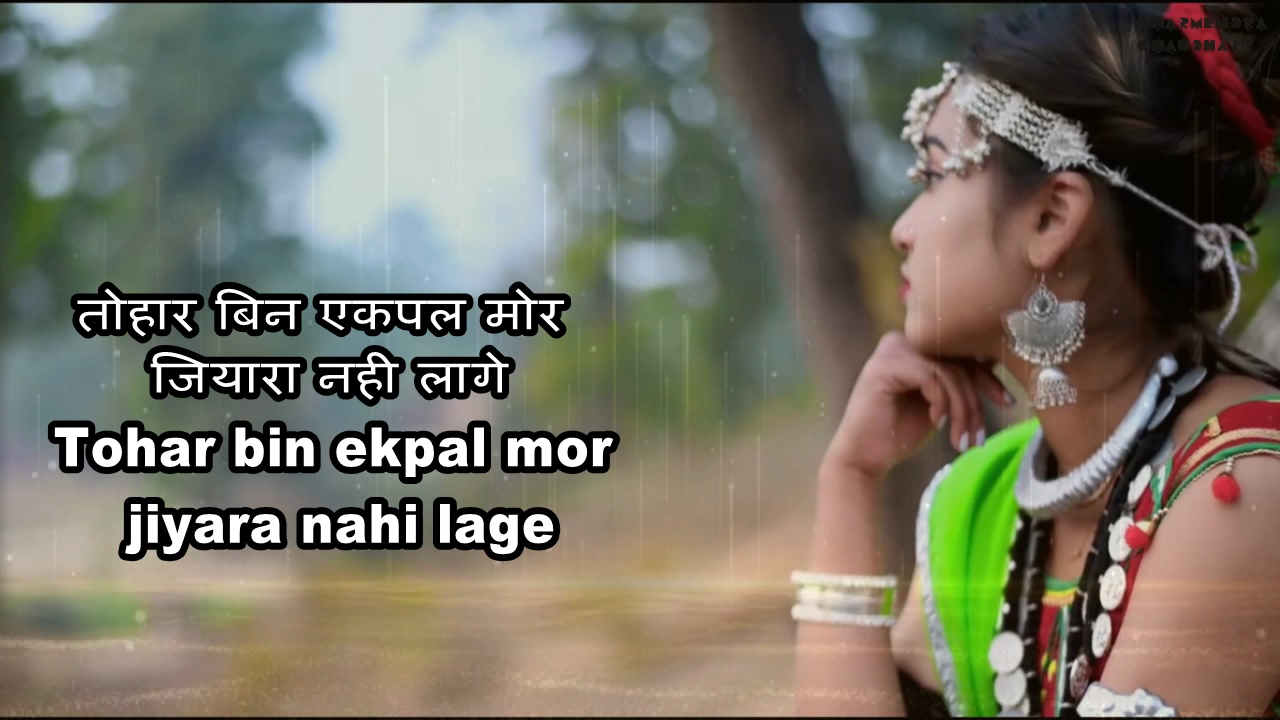 तोहार बिन एकपल मोर
जियारा नही लागे
Tohar bin ekpal mor
jiyara nahi lage